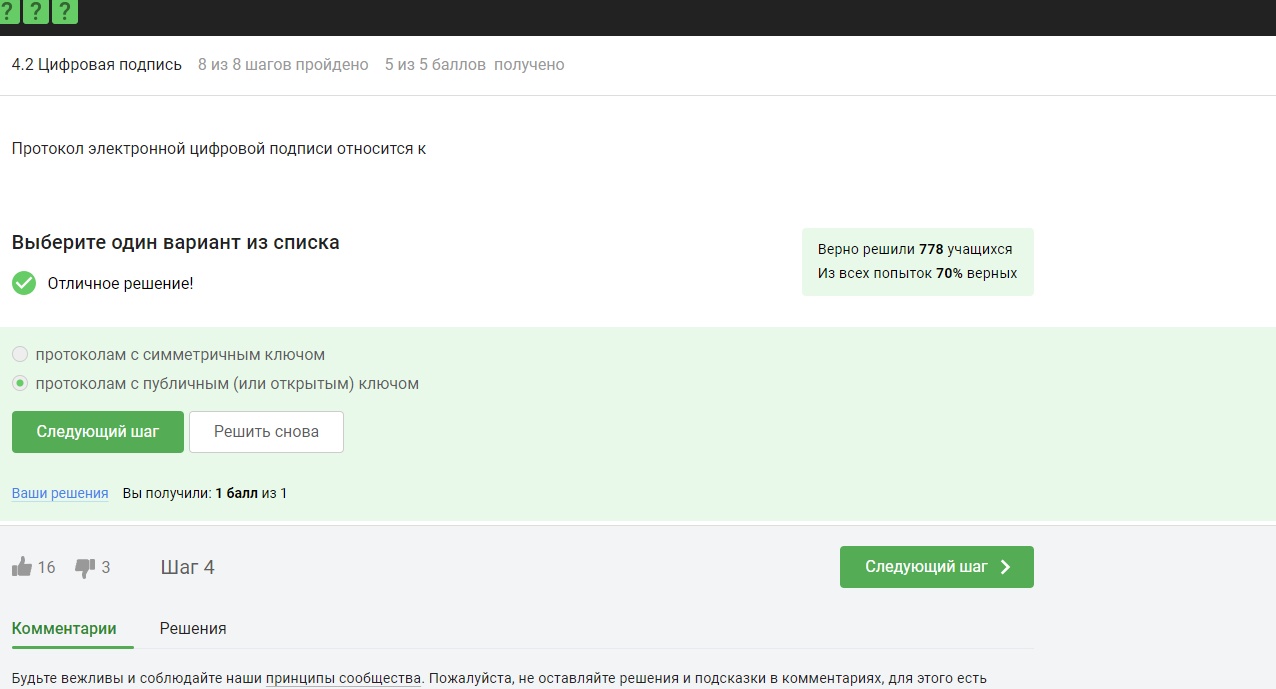 ? ? ?
4.2 Цифровая подпись 8 из 8 шагов пройдено 5 из 5 баллов получено
Протокол электронной цифровой подписи относится к
Выберите один вариант из списка
Верно решили 778 учащихся
Из всех попыток 70% верных
Отличное решение!
протоколам с симметричным ключом
протоколам с публичным (или открытым) ключом
Следующий шаг Решить снова
Ваши решения Вы получили: 1 балл из 1
16 3 Шаг 4 Следующий шаг
Комментарии Решения
Будьте вежливы и соблюдайте наши принципы сообщества. Пожалуйста, не оставляйте решения и подсказки в комментариях, для этого есть